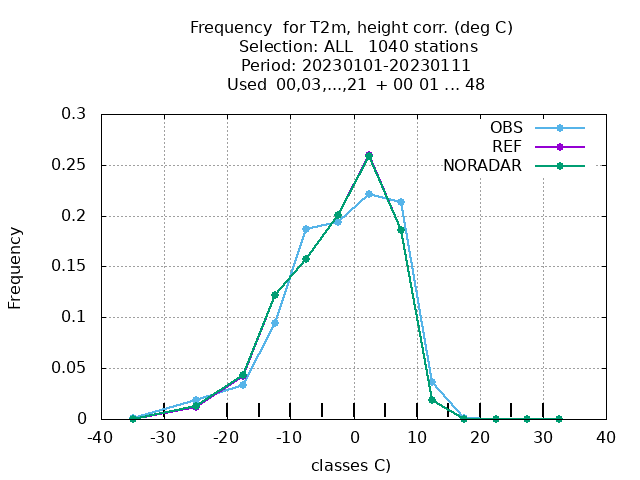 Frequency  for T2m, height corr. (deg C)
Selection: ALL   1040 stations
Period: 20230101-20230111
Used  00,03,...,21  + 00 01 ... 48
OBS
REF
NORADAR
Frequency
0.3
0.25
0.2
0.15
0.1
0.05
0
-40 -30 -20 -10 0 10 20 30 40
classes C)